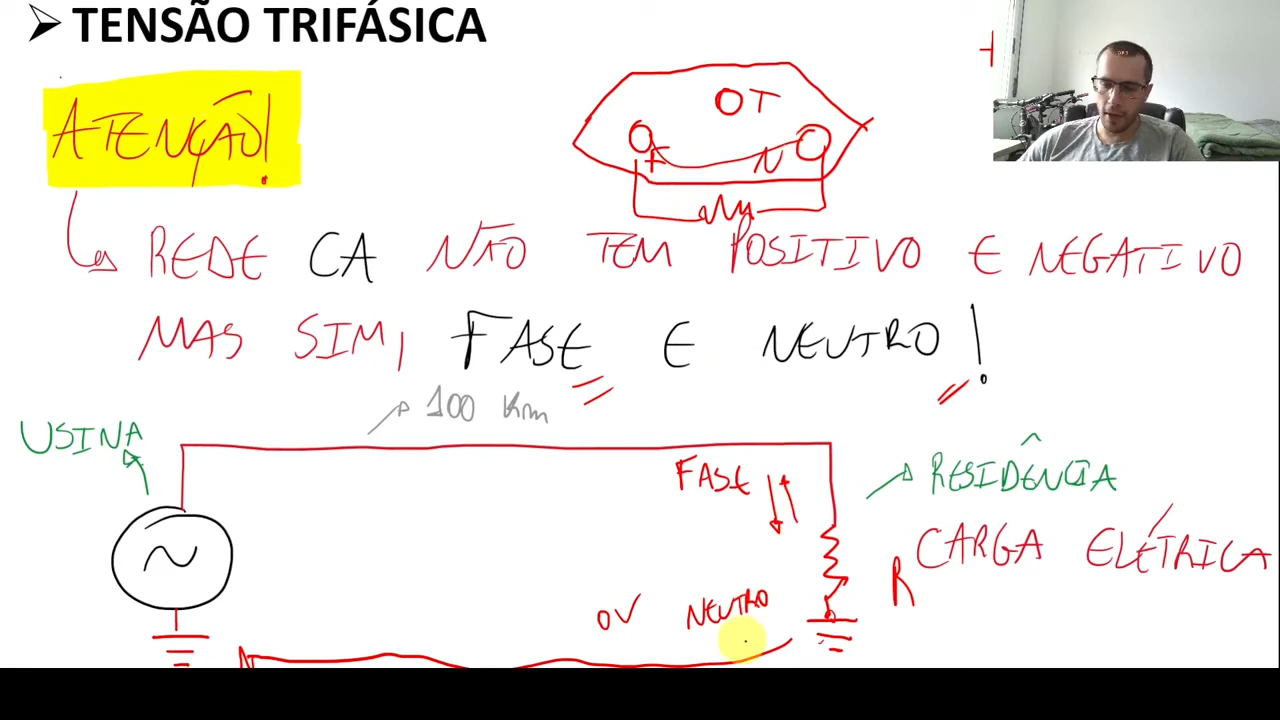 ➤ TENSÃO TRIFÁSICA
ATENÇÃO!
T
F N
REDE CA NÃO TEM POSITIVO E NEGATIVO
MAS SIM, FASE E NEUTRO!
100 Km
USINA
FASE
RESIDÊNCIA
CARGA ELÉTRICA
R
0V NEUTRO